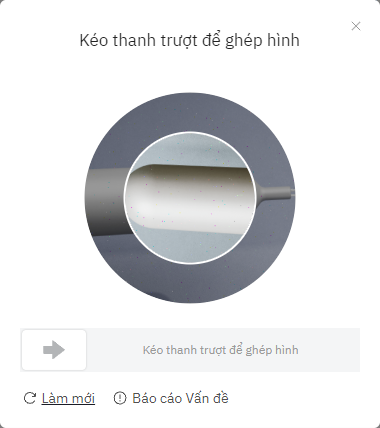 Kéo thanh trượt để ghép hình
Kéo thanh trượt để ghép hình
Làm mới
Báo cáo Vấn đề